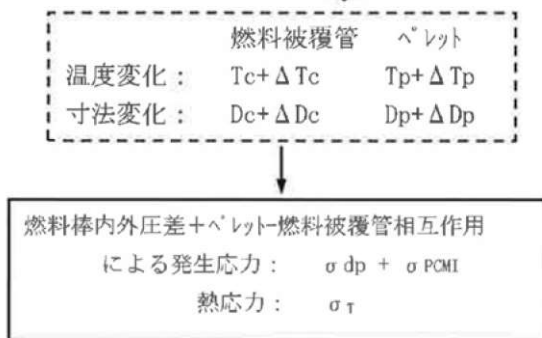 燃料被覆管 ペレット
温度変化： Tc+ΔTc Tp+ΔTp
寸法変化： Dc+ΔDc Dp+ΔDp
燃料棒内外圧差+ペレット-燃料被覆管相互作用
による発生応力： σdp + σPCMI
熱応力： σT